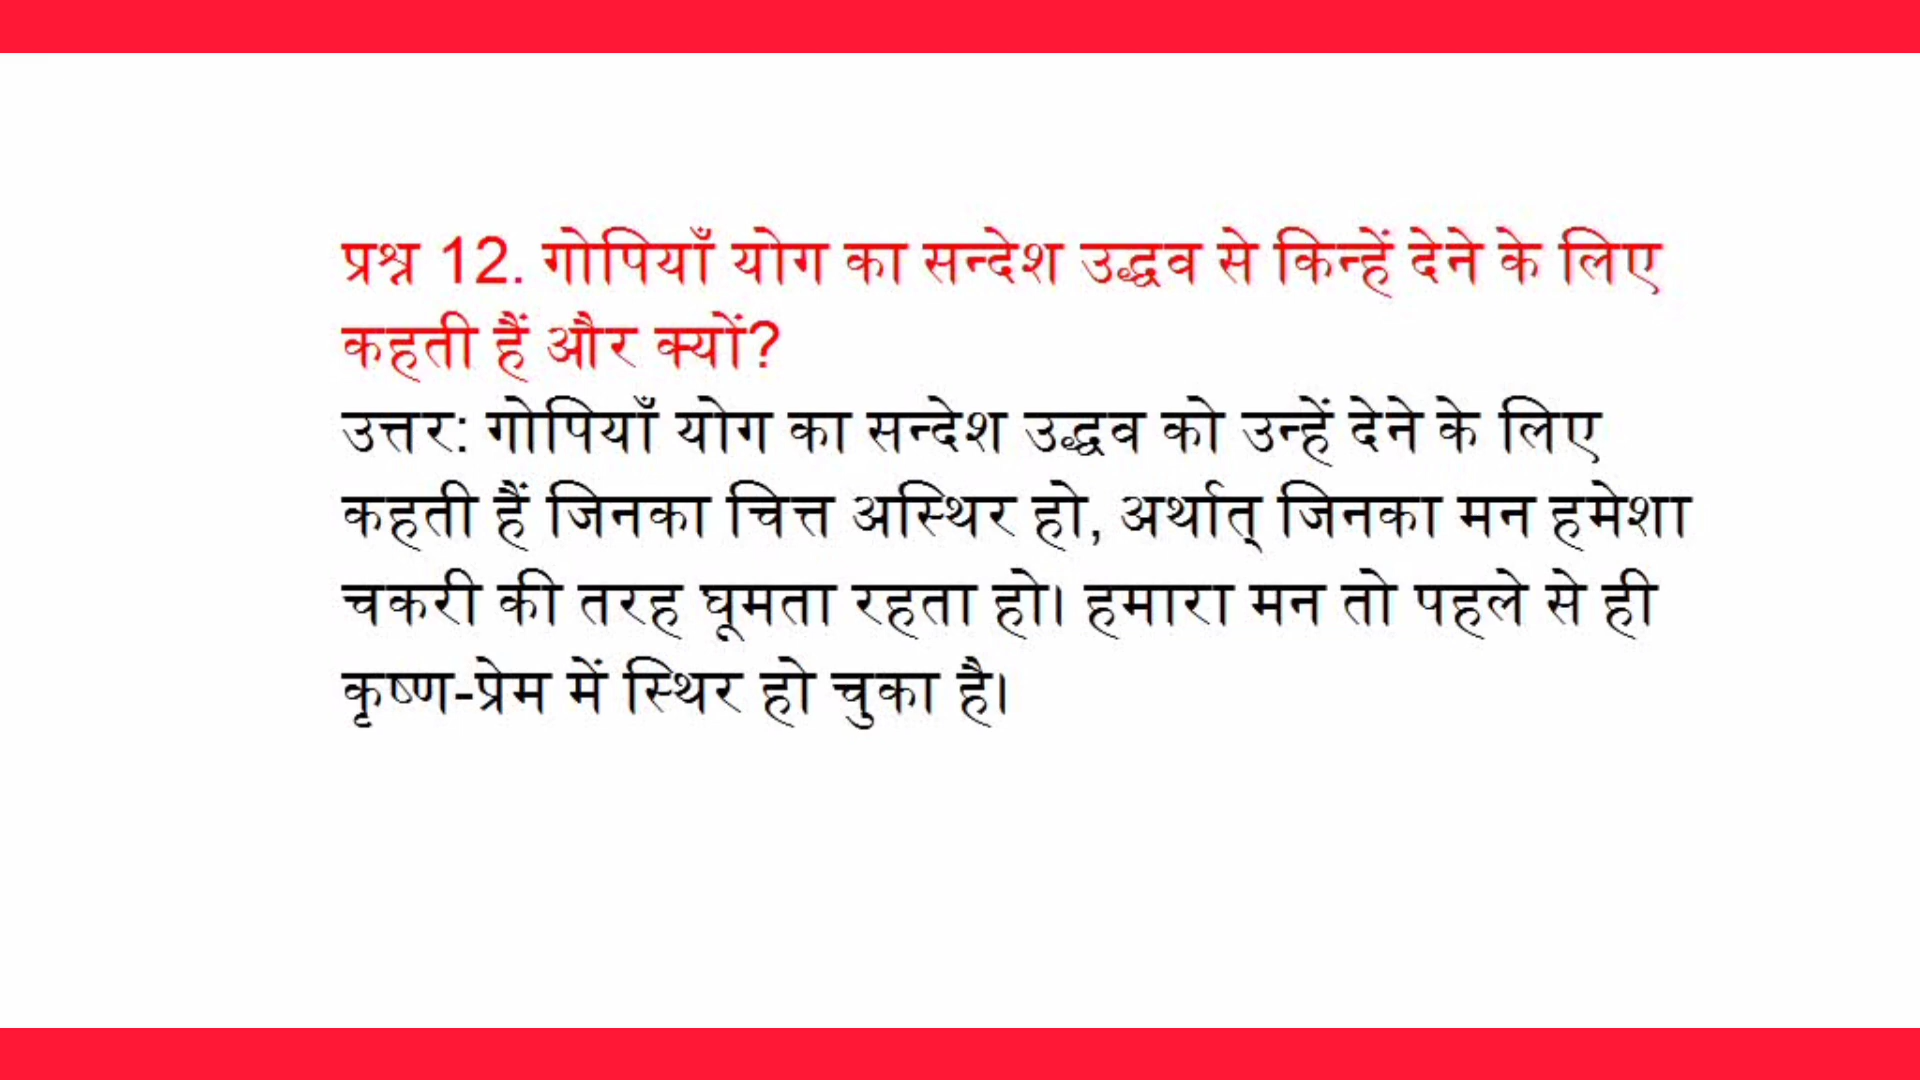 प्रश्न 12. गोपियाँ योग का सन्देश उद्धव से किन्हें देने के लिए
कहती हैं और क्यों?
उत्तर: गोपियाँ योग का सन्देश उद्धव को उन्हें देने के लिए
कहती हैं जिनका चित्त अस्थिर हो, अर्थात् जिनका मन हमेशा
चकरी की तरह घूमता रहता हो। हमारा मन तो पहले से ही
कृष्ण-प्रेम में स्थिर हो चुका है।